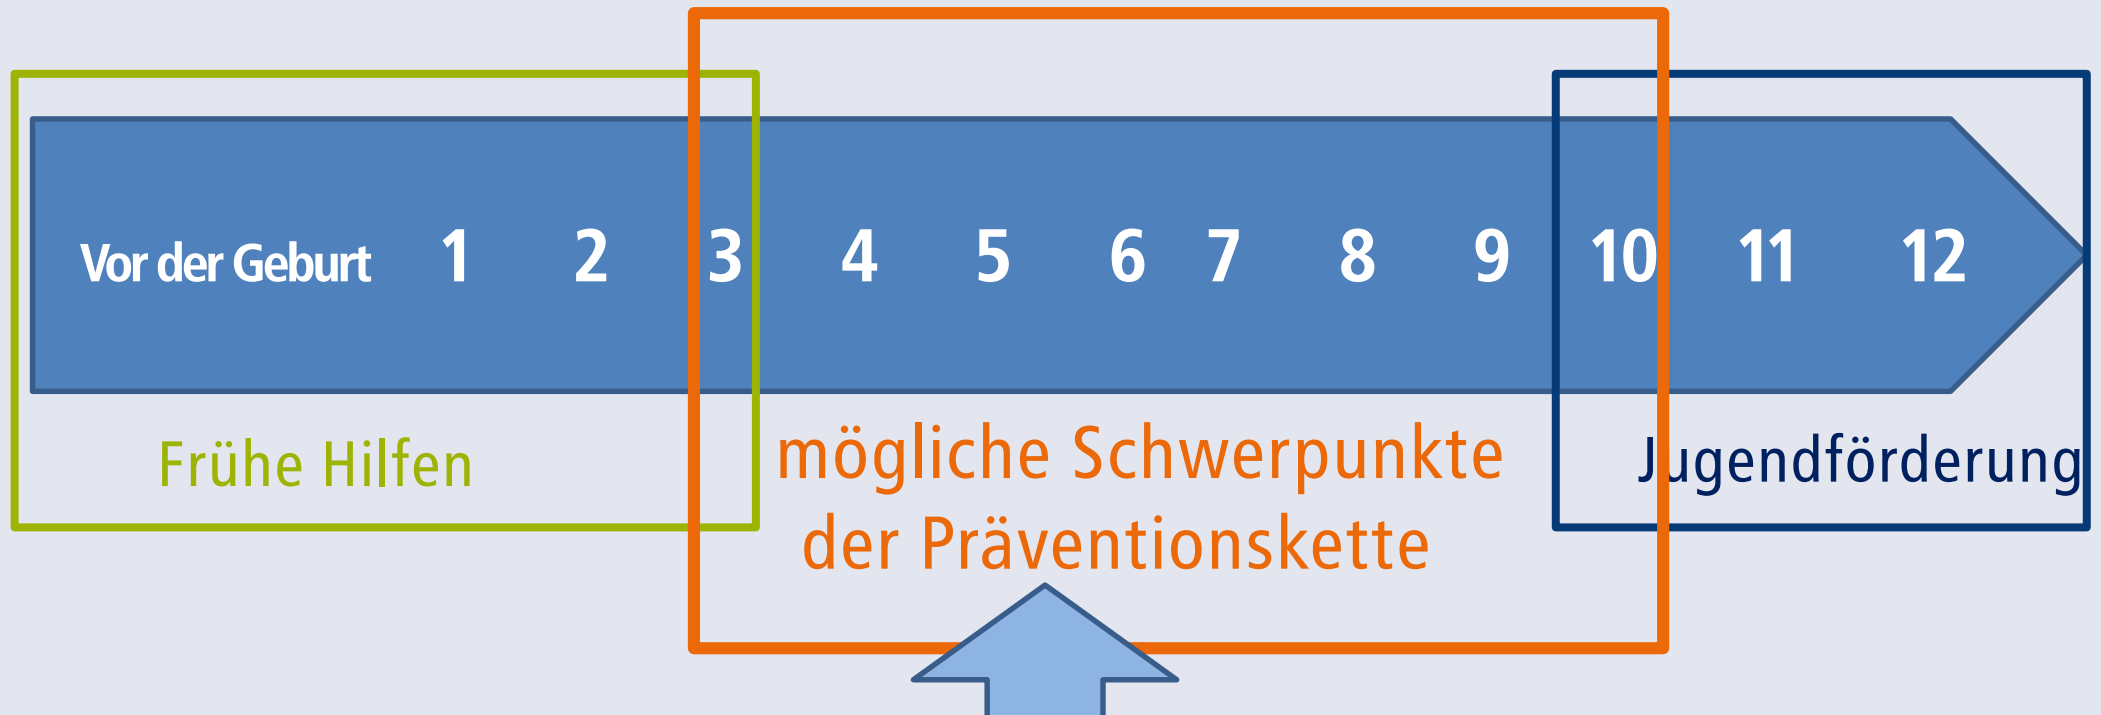 Vor der Geburt 1 2 3 4 5 6 7 8 9 10 11 12
Frühe Hilfen
mögliche Schwerpunkte
der Präventionskette
Jugendförderung